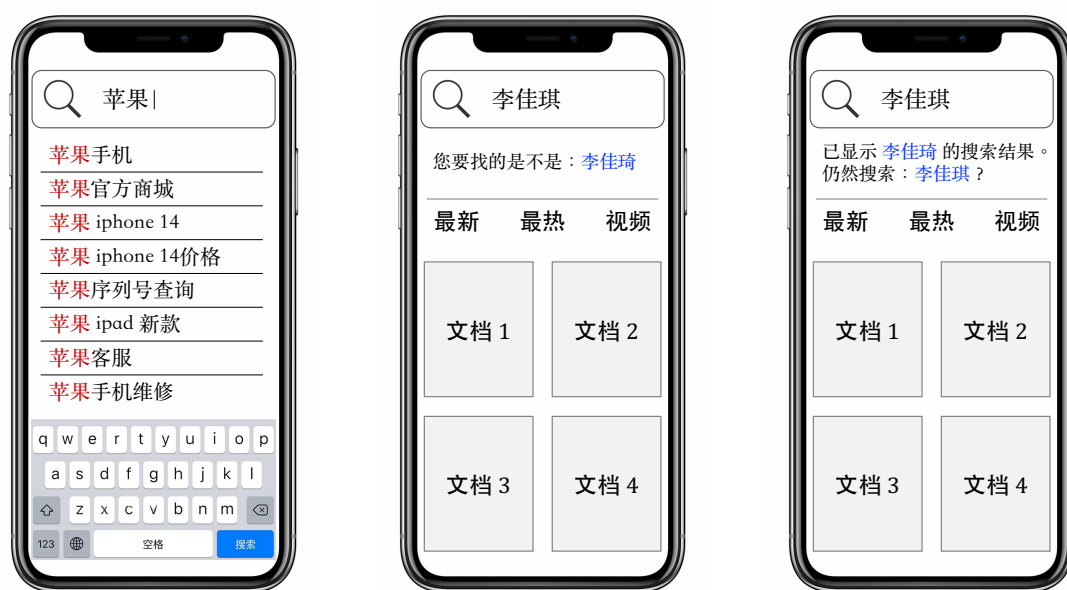 苹果
苹果手机
苹果官方商城
苹果 iphone 14
苹果 iphone 14价格
苹果序列号查询
苹果 ipad 新款
苹果客服
苹果手机维修
q w e r t y u i o p
a s d f g h j k l
z x c v b n m
123 空格 搜索
李佳琪
您要找的是不是：李佳琦
最新 最热 视频
文档 1 文档 2
文档 3 文档 4
李佳琪
已显示 李佳琦 的搜索结果。
仍然搜索：李佳琪 ?
最新 最热 视频
文档 1 文档 2
文档 3 文档 4